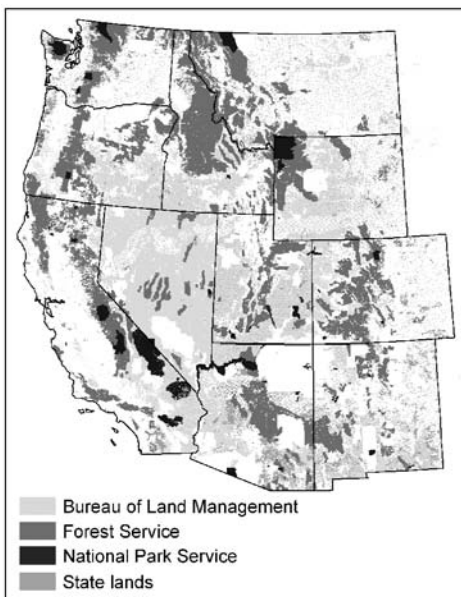 Bureau of Land Management
Forest Service
National Park Service
State lands